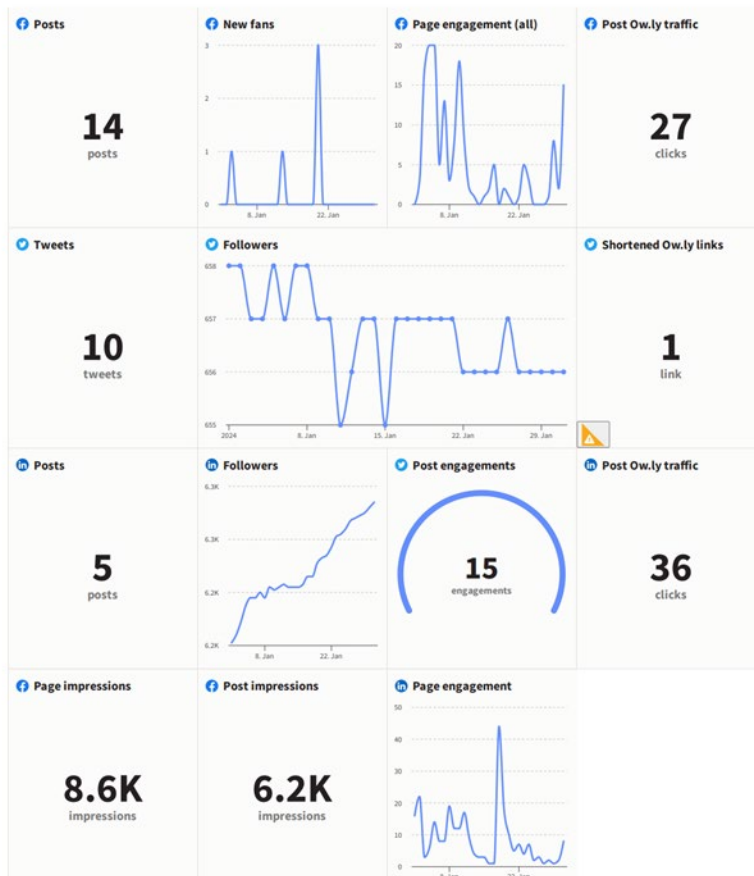 Posts
New fans
Page engagement (all)
Post Ow.ly traffic
14
posts
3
2
1
0
8. Jan
22. Jan
20
15
10
5
0
8. Jan
22. Jan
27
clicks
Tweets
Followers
Shortened Ow.ly links
10
tweets
658
657
656
655
2024
8. Jan
15. Jan
22. Jan
29. Jan
1
link
Posts
Followers
Post engagements
Post Ow.ly traffic
5
posts
6.3K
6.3K
6.2K
6.2K
8. Jan
22. Jan
15
engagements
36
clicks
Page impressions
Post impressions
Page engagement
8.6K
impressions
6.2K
impressions
50
40
30
20
10
0